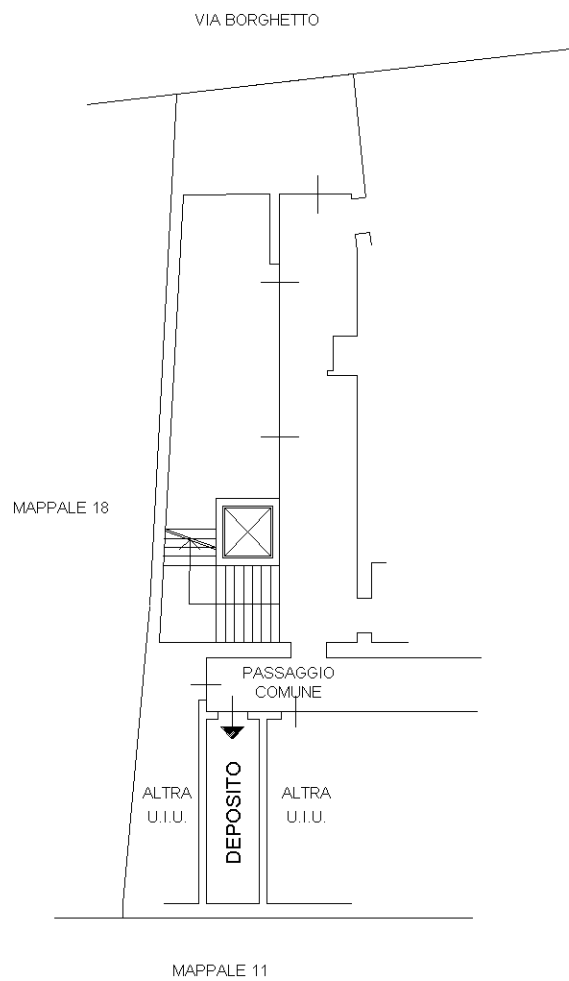 VIA BORGHETTO
MAPPALE 18
PASSAGGIO
COMUNE
ALTRA
U.I.U.
DEPOSITO
ALTRA
U.I.U.
MAPPALE 11